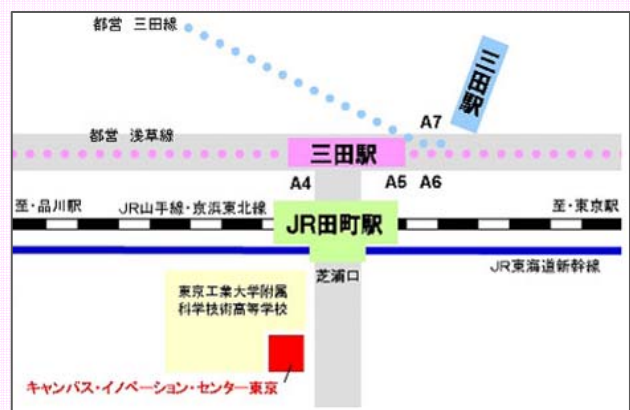 都営 三田線
三田駅
A7
都営 浅草線
三田駅
A4
A5
A6
至・品川駅
JR山手線・京浜東北線
至・東京駅
JR田町駅
芝浦口
JR東海道新幹線
東京工業大学附属
科学技術高等学校
キャンパス・イノベーション・センター東京